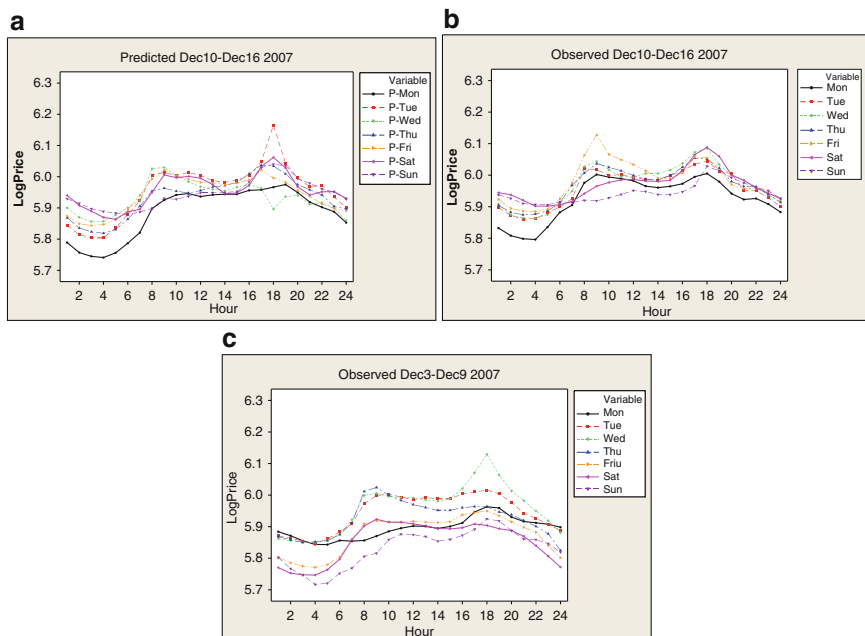 a
Predicted Dec10-Dec16 2007
LogPrice
6.3
6.2
6.1
6.0
5.9
5.8
5.7
2 4 6 8 10 12 14 16 18 20 22 24
Hour
Variable
P-Mon
P-Tue
P-Wed
P-Thu
P-Fri
P-Sat
P-Sun
b
Observed Dec10-Dec16 2007
LogPrice
6.3
6.2
6.1
6.0
5.9
5.8
5.7
2 4 6 8 10 12 14 16 18 20 22 24
Hour
Variable
Mon
Tue
Wed
Thu
Fri
Sat
Sun
c
Observed Dec3-Dec9 2007
LogPrice
6.3
6.2
6.1
6.0
5.9
5.8
5.7
2 4 6 8 10 12 14 16 18 20 22 24
Hour
Variable
Mon
Tue
Wed
Thu
Friu
Sat
Sun